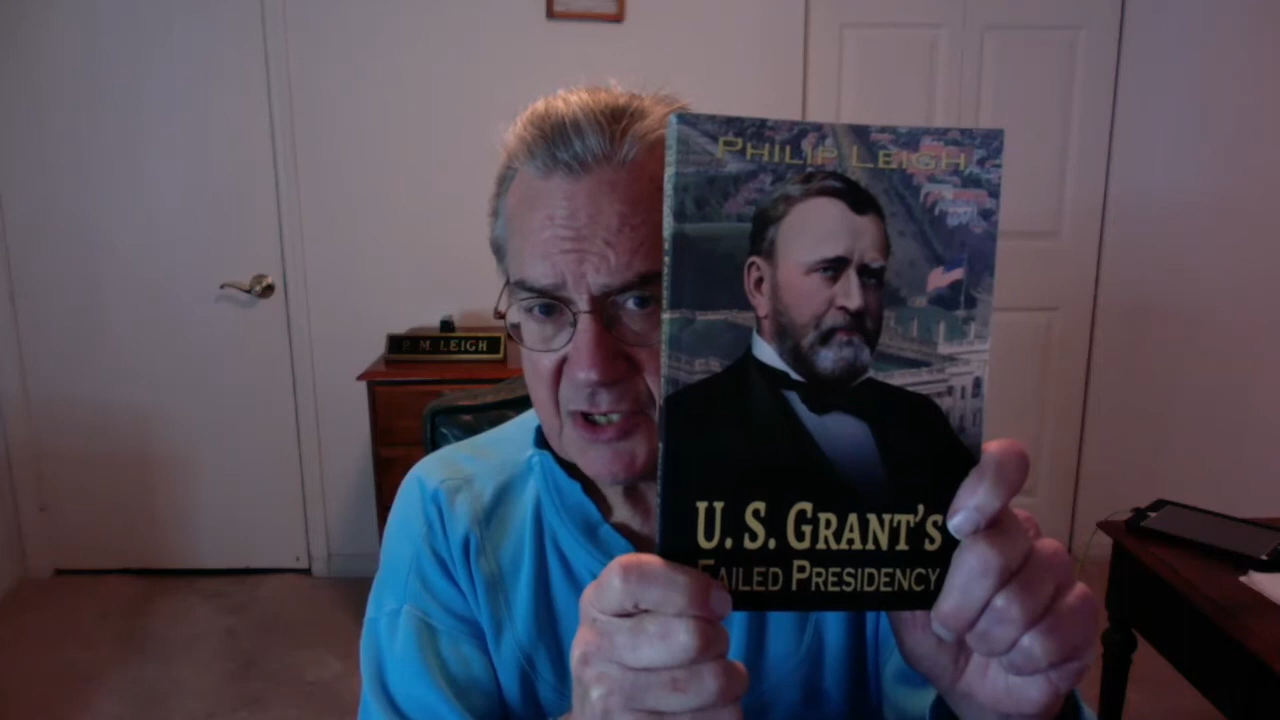 PHILIP LEIGH
P. M. LEIGH
U. S. GRANT'S
FAILED PRESIDENCY